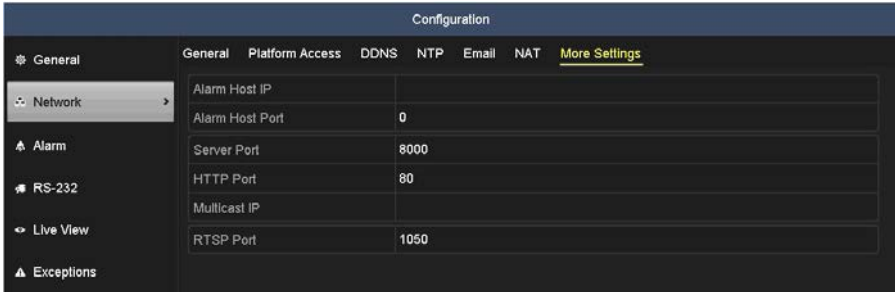 Configuration
General
Network
Alarm
RS-232
Live View
Exceptions
General Platform Access DDNS NTP Email NAT More Settings
Alarm Host IP
Alarm Host Port 0
Server Port 8000
HTTP Port 80
Multicast IP
RTSP Port 1050